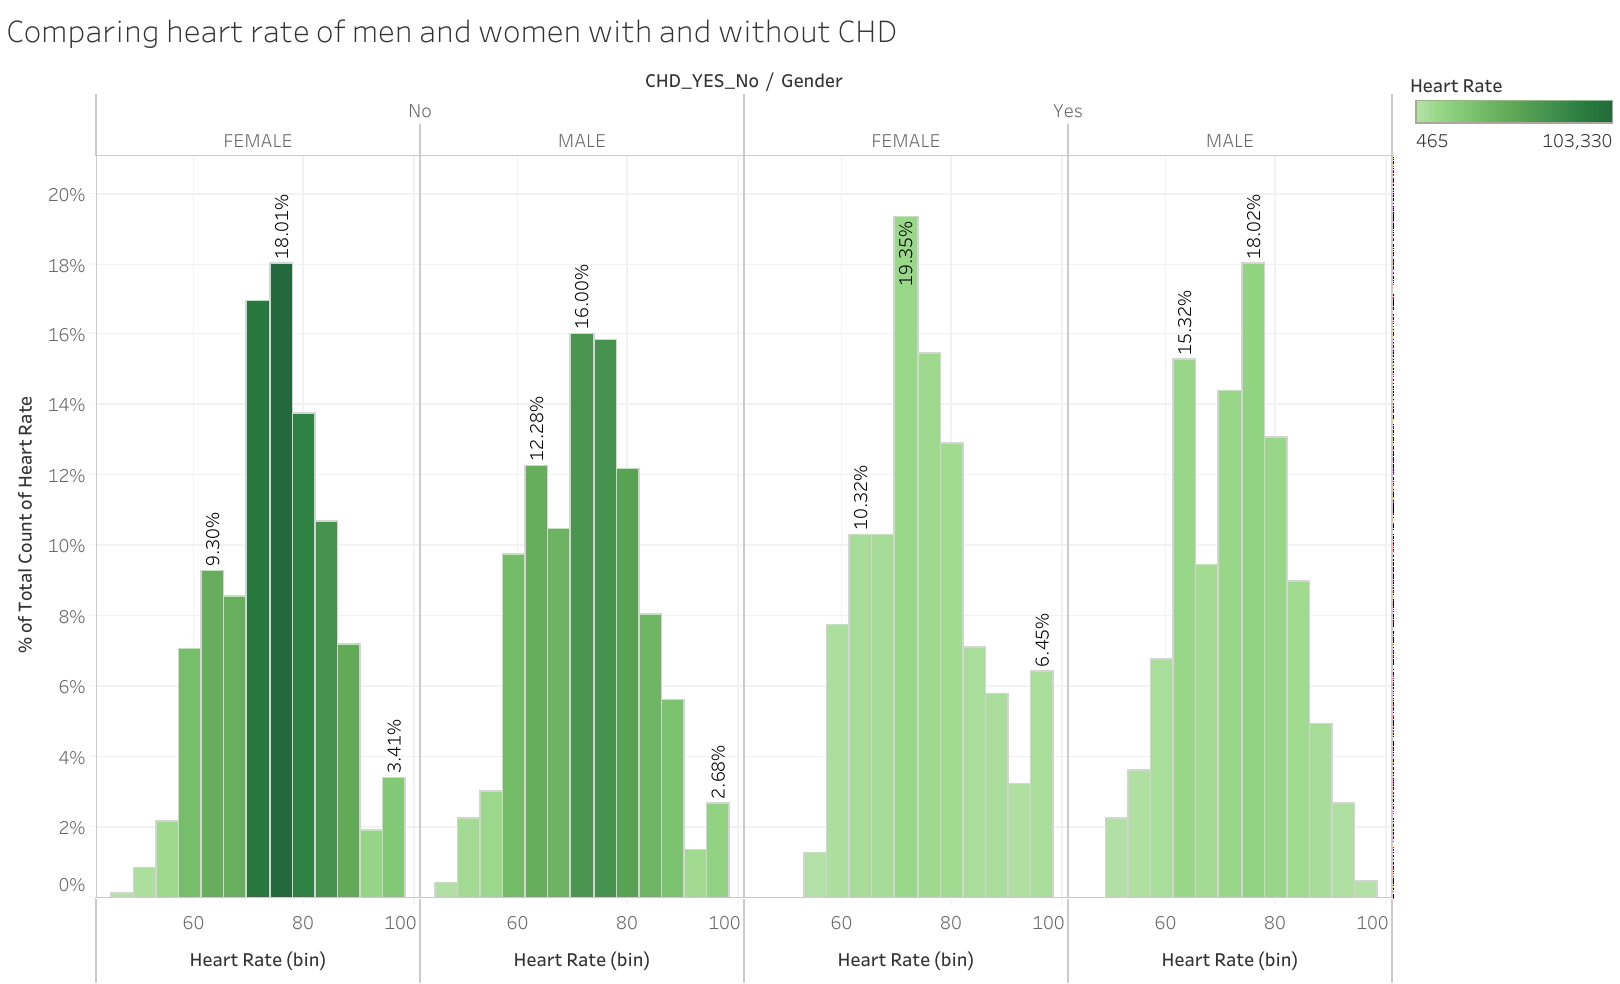 Comparing heart rate of men and women with and without CHD
CHD_YES_No / Gender
No
Yes
FEMALE
MALE
FEMALE
MALE
Heart Rate
465
103,330
% of Total Count of Heart Rate
20%
18%
16%
14%
12%
10%
8%
6%
4%
2%
0%
9.30%
18.01%
3.41%
12.28%
16.00%
2.68%
10.32%
19.35%
6.45%
15.32%
18.02%
60 80 100
60 80 100
60 80 100
60 80 100
Heart Rate (bin)
Heart Rate (bin)
Heart Rate (bin)
Heart Rate (bin)